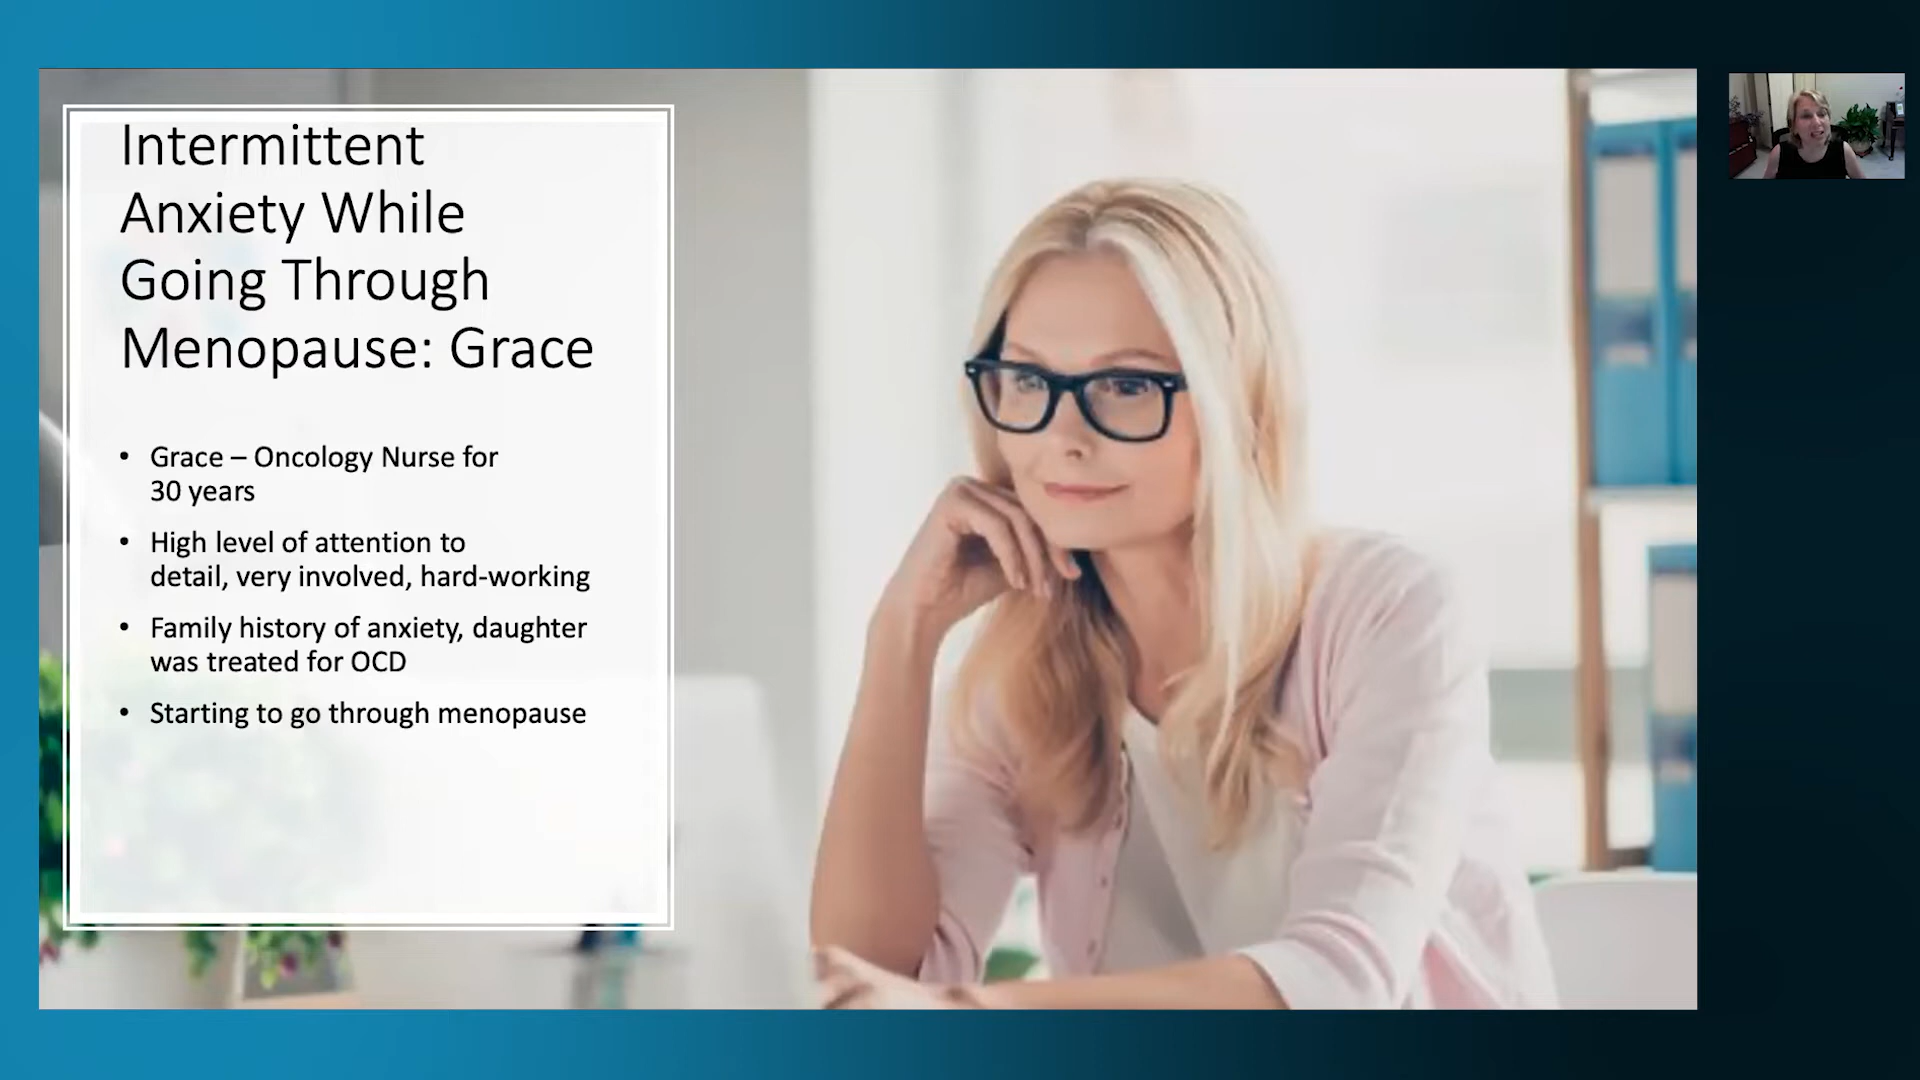 Intermittent
Anxiety While
Going Through
Menopause: Grace
• Grace – Oncology Nurse for
30 years
• High level of attention to
detail, very involved, hard-working
• Family history of anxiety, daughter
was treated for OCD
• Starting to go through menopause